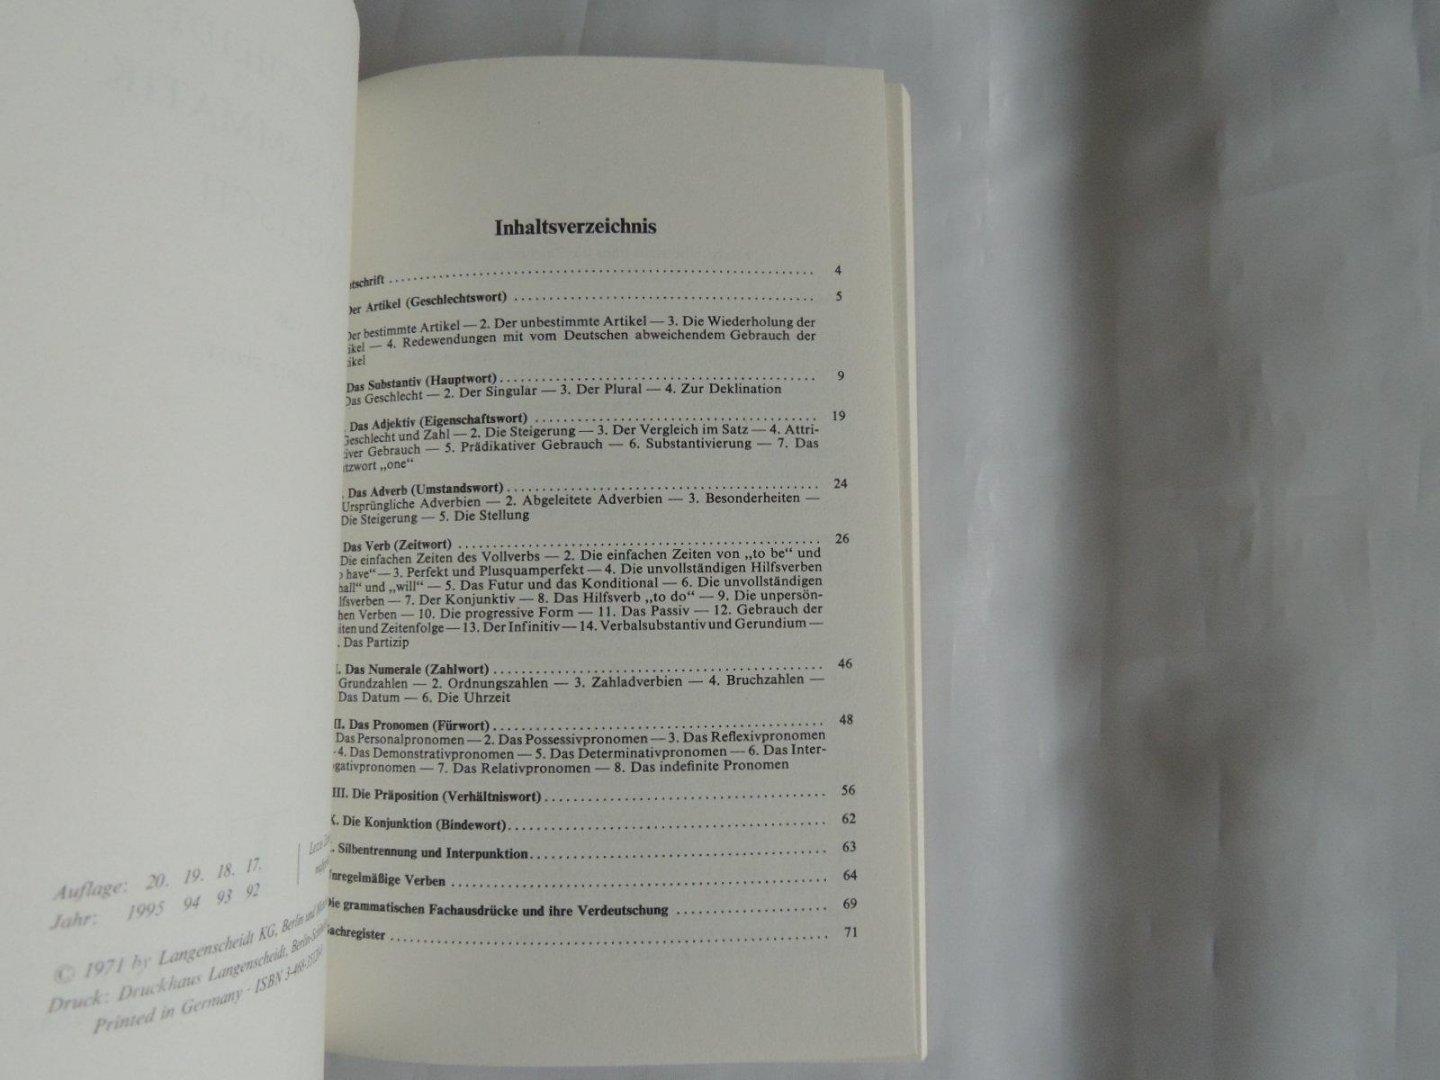 Auflage: 20. 19. 18. 17.
Jahr: 1995 94 93 92
© 1971 by Langenscheidt KG, Berlin und
Druck: Druckhaus Langenscheidt,
Printed in Germany · ISBN 3-468-
Inhaltsverzeichnis
tschrift 4
Der Artikel (Geschlechtswort) 5
Der bestimmte Artikel — 2. Der unbestimmte Artikel — 3. Die Wiederholung der
ikel — 4. Redewendungen mit vom Deutschen abweichendem Gebrauch der
ikel
Das Substantiv (Hauptwort) 9
Das Geschlecht — 2. Der Singular — 3. Der Plural — 4. Zur Deklination
. Das Adjektiv (Eigenschaftswort) 19
Geschlecht und Zahl — 2. Die Steigerung — 3. Der Vergleich im Satz — 4. Attri-
iver Gebrauch — 5. Prädikativer Gebrauch — 6. Substantivierung — 7. Das
tzwort „one“
. Das Adverb (Umstandswort) 24
Ursprüngliche Adverbien — 2. Abgeleitete Adverbien — 3. Besonderheiten —
Die Steigerung — 5. Die Stellung
Das Verb (Zeitwort) 26
Die einfachen Zeiten des Vollverbs — 2. Die einfachen Zeiten von „to be“ und
o have“ — 3. Perfekt und Plusquamperfekt — 4. Die unvollständigen Hilfsverben
hall“ und „will“ — 5. Das Futur und das Konditional — 6. Die unvollständigen
lfsverben — 7. Der Konjunktiv — 8. Das Hilfsverb „to do“ — 9. Die unpersön-
hen Verben — 10. Die progressive Form — 11. Das Passiv — 12. Gebrauch der
iten und Zeitenfolge — 13. Der Infinitiv — 14. Verbalsubstantiv und Gerundium —
. Das Partizip
I. Das Numerale (Zahlwort) 46
Grundzahlen — 2. Ordnungszahlen — 3. Zahladverbien — 4. Bruchzahlen —
Das Datum — 6. Die Uhrzeit
II. Das Pronomen (Fürwort) 48
Das Personalpronomen — 2. Das Possessivpronomen — 3. Das Reflexivpronomen
— 4. Das Demonstrativpronomen — 5. Das Determinativpronomen — 6. Das Inter-
gativpronomen — 7. Das Relativpronomen — 8. Das indefinite Pronomen
III. Die Präposition (Verhältniswort) 56
X. Die Konjunktion (Bindewort) 62
. Silbentrennung und Interpunktion 63
nregelmäßige Verben 64
Die grammatischen Fachausdrücke und ihre Verdeutschung 69
achregister 71